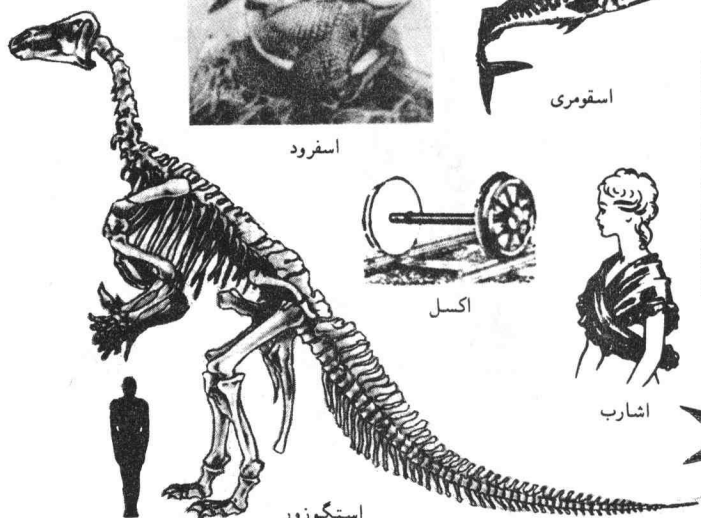 اسقومری
اسفرود
اکسل
اشارب
استگوزور